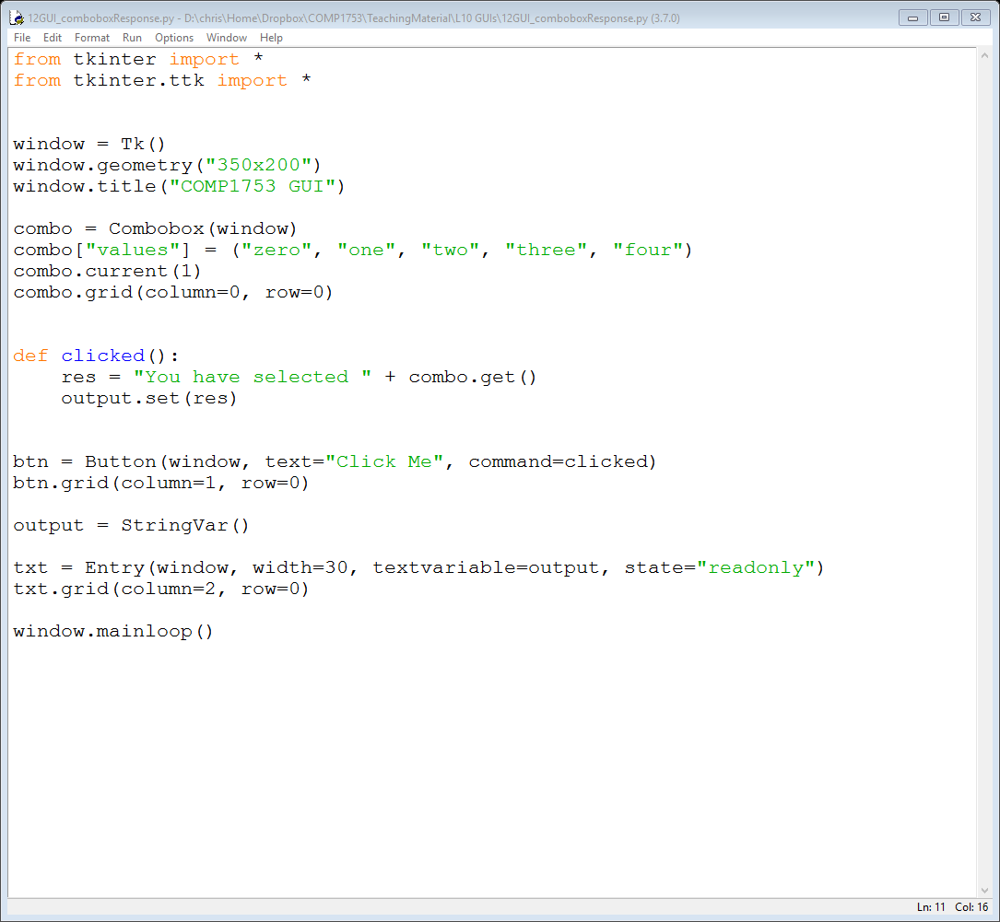 12GUI_comboboxResponse.py - D:\chris\Home\Dropbox\COMP1753\TeachingMaterial\L10 GUIs\12GUI_comboboxResponse.py (3.7.0)
File Edit Format Run Options Window Help
from tkinter import *
from tkinter.ttk import *
window = Tk()
window.geometry("350x200")
window.title("COMP1753 GUI")
combo = Combobox(window)
combo["values"] = ("zero", "one", "two", "three", "four")
combo.current(1)
combo.grid(column=0, row=0)
def clicked():
    res = "You have selected " + combo.get()
    output.set(res)
btn = Button(window, text="Click Me", command=clicked)
btn.grid(column=1, row=0)
output = StringVar()
txt = Entry(window, width=30, textvariable=output, state="readonly")
txt.grid(column=2, row=0)
window.mainloop()
Ln: 11 Col: 16